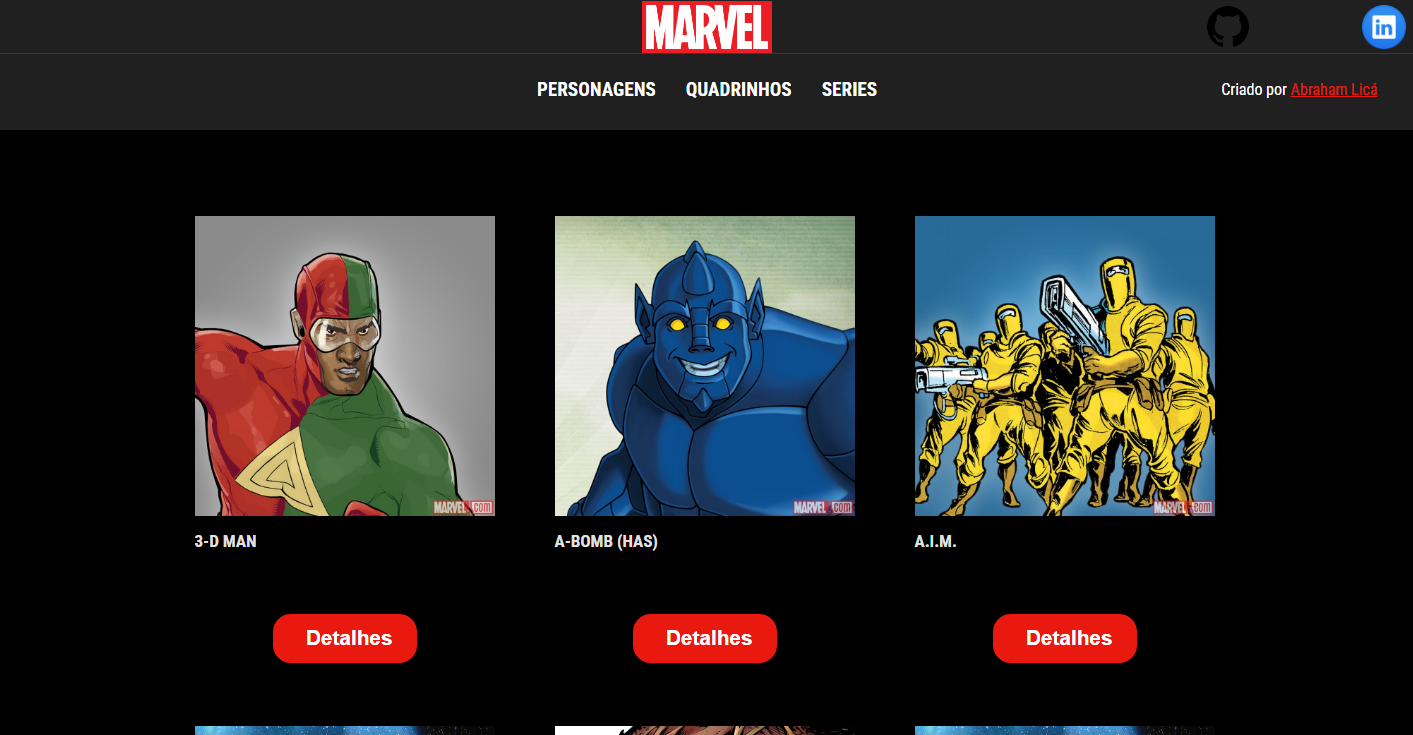 MARVEL
in
PERSONAGENS QUADRINHOS SERIES
Criado por Abraham Licá
MARVEL.com
MARVEL.com
MARVEL.com
3-D MAN
A-BOMB (HAS)
A.I.M.
Detalhes
Detalhes
Detalhes